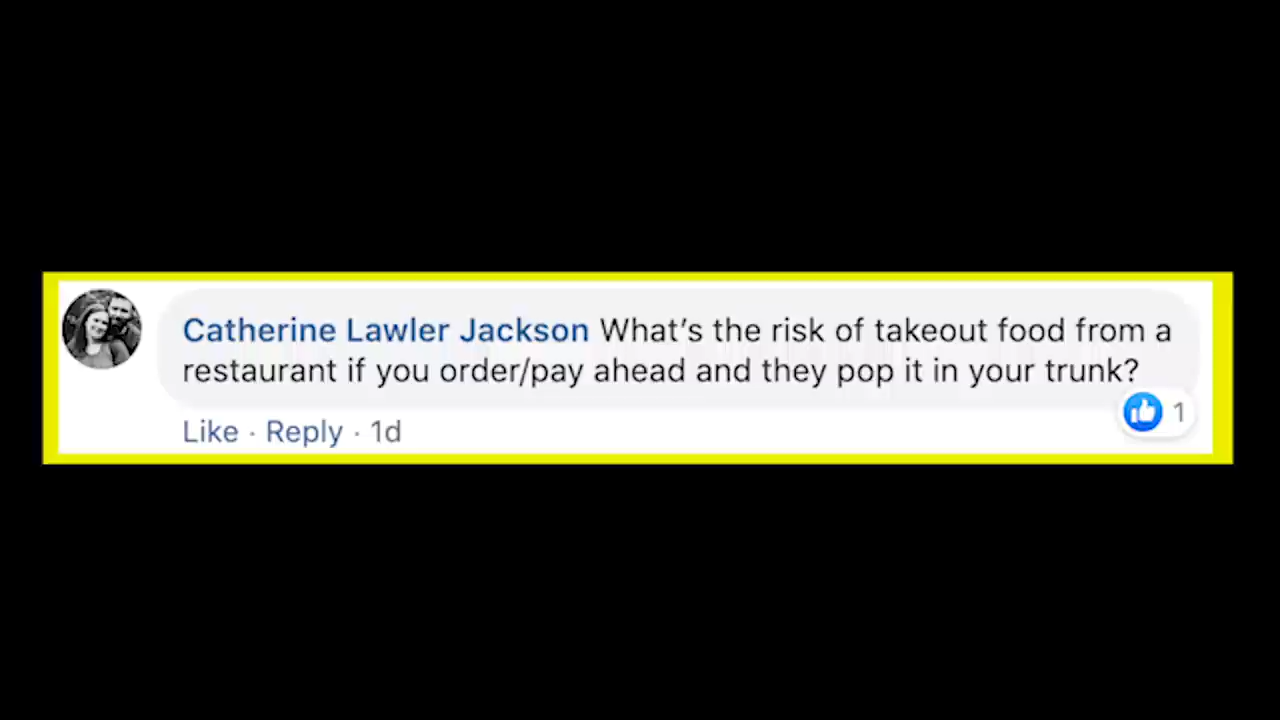 Catherine Lawler Jackson What’s the risk of takeout food from a
restaurant if you order/pay ahead and they pop it in your trunk?
1
Like · Reply · 1d